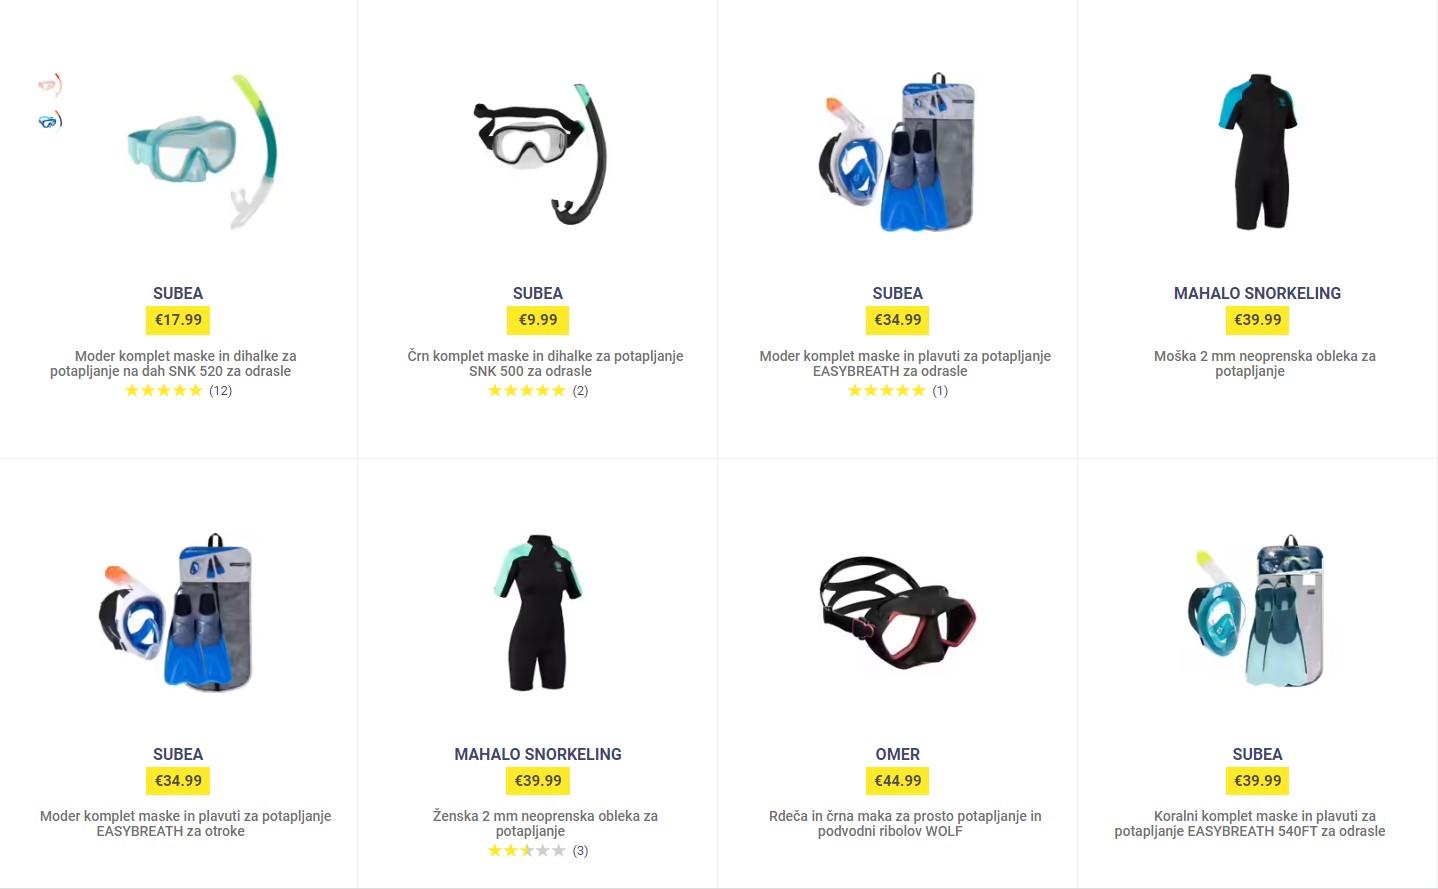 SUBEA
€17.99
Moder komplet maske in dihalke za
potapljanje na dah SNK 520 za odrasle
(12)
SUBEA
€9.99
Črn komplet maske in dihalke za potapljanje
SNK 500 za odrasle
(2)
SUBEA
€34.99
Moder komplet maske in plavuti za potapljanje
EASYBREATH za odrasle
(1)
MAHALO SNORKELING
€39.99
Moška 2 mm neoprenska obleka za
potapljanje
SUBEA
€34.99
Moder komplet maske in plavuti za potapljanje
EASYBREATH za otroke
MAHALO SNORKELING
€39.99
Ženska 2 mm neoprenska obleka za
potapljanje
(3)
OMER
€44.99
Rdeča in črna maka za prosto potapljanje in
podvodni ribolov WOLF
SUBEA
€39.99
Koralni komplet maske in plavuti za
potapljanje EASYBREATH 540FT za odrasle